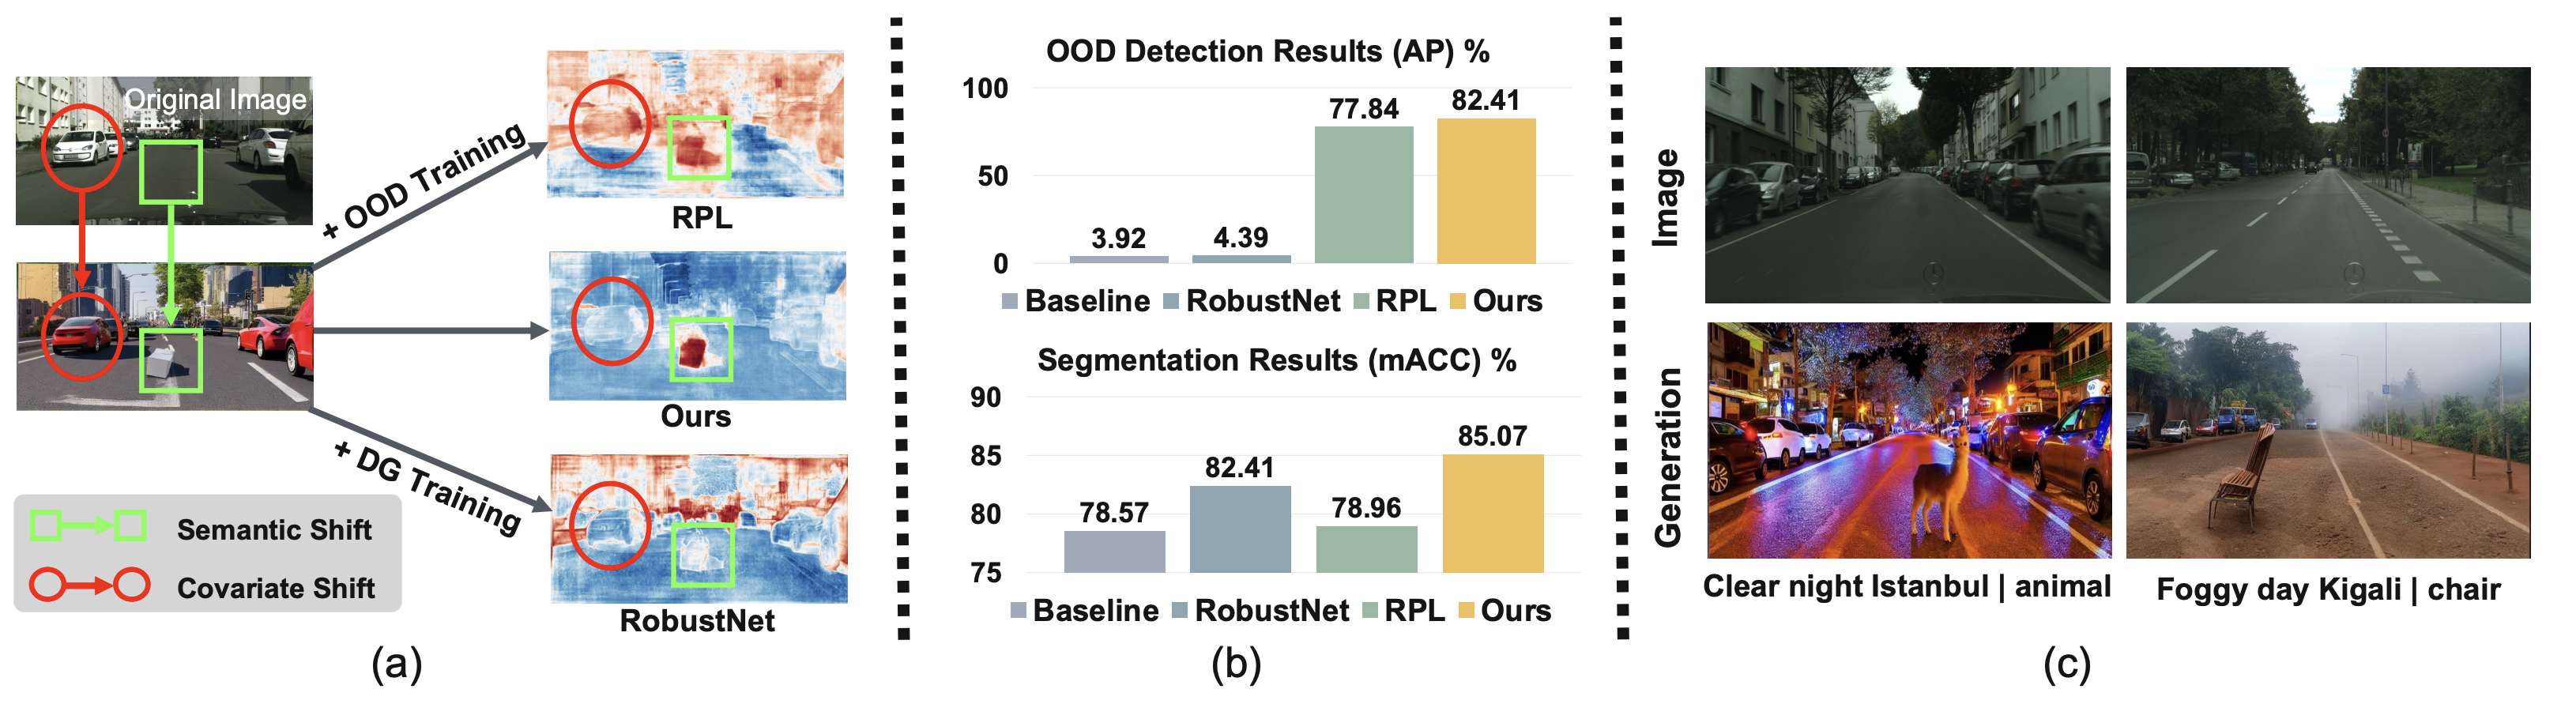 Original Image
+ OOD Training
+ DG Training
RPL
Ours
RobustNet
Semantic Shift
Covariate Shift
(a)
OOD Detection Results (AP) %
100
50
0
3.92
4.39
77.84
82.41
Baseline RobustNet RPL Ours
Segmentation Results (mACC) %
90
85
80
75
78.57
82.41
78.96
85.07
Baseline RobustNet RPL Ours
(b)
Image
Generation
Clear night Istanbul | animal
Foggy day Kigali | chair
(c)